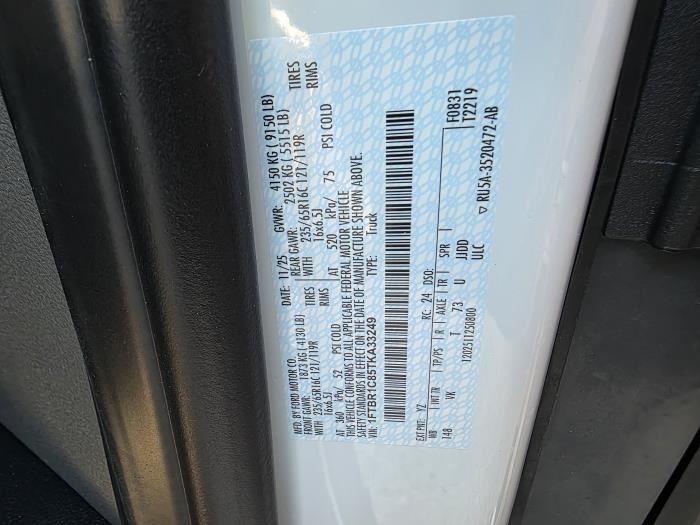 MFD. BY FORD MOTOR CO. DATE: 11/25 GVWR: 4150 KG ( 9150 LB)
FRONT GAWR: 1873 KG ( 4130 LB) REAR GAWR: 2502 KG ( 5515 LB)
WITH 235/65R16C 121/119R TIRES WITH 235/65R16C 121/119R TIRES
16x6.5J RIMS 16x6.5J RIMS
AT 360 kPa/ 52 PSI COLD AT 520 kPa/ 75 PSI COLD
THIS VEHICLE CONFORMS TO ALL APPLICABLE FEDERAL MOTOR VEHICLE
SAFETY STANDARDS IN EFFECT ON THE DATE OF MANUFACTURE SHOWN ABOVE.
VIN: 1FTBR1C85TKA33249 TYPE: Truck
F0831
T2219
EXT PNT: YZ RC: 24 DSO:
WB INT TR TP/PS R AXLE TR SPR
148 VK T 73 U JJDD
ULC
12025111250800
▽ RU5A-3520472-AB